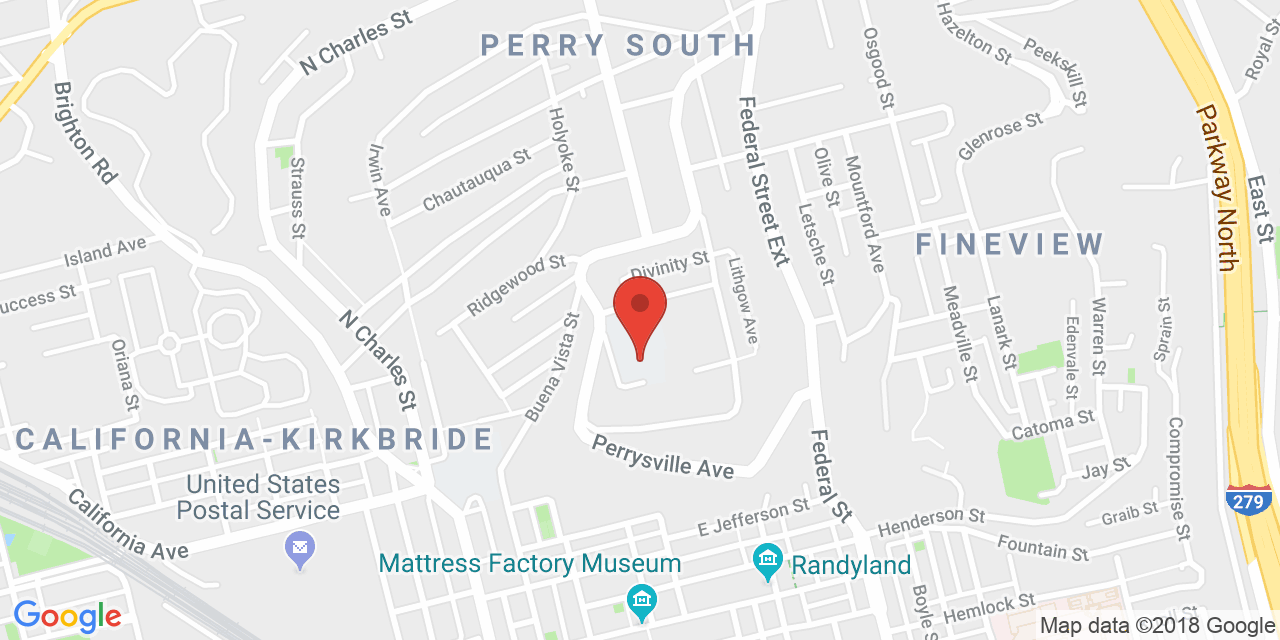 N Charles St
PERRY SOUTH
Hazelton St
Peekskill St
Royal St
Osgood St
Brighton Rd
Holyoke St
Federal Street Ext
Glenrose St
Parkway North
Irwin Ave
Chautauqua St
Strauss St
Olive St
Mountford Ave
East St
Letsche St
Island Ave
FINEVIEW
Divinity St
Lithgow Ave
Ridgewood St
uccess St
N Charles St
Buena Vista St
Meadville St
Lanark St
Warren St
Edenvale St
Sprain St
Oriana St
CALIFORNIA-KIRKBRIDE
Perrysville Ave
Federal St
Catoma St
Compromise St
Jay St
United States
Postal Service
California Ave
279
E Jefferson St
Henderson St
Graib St
Fountain St
Mattress Factory Museum
Randyland
Boyle S
Hemlock St
ll St
Google
Map data ©2018 Google